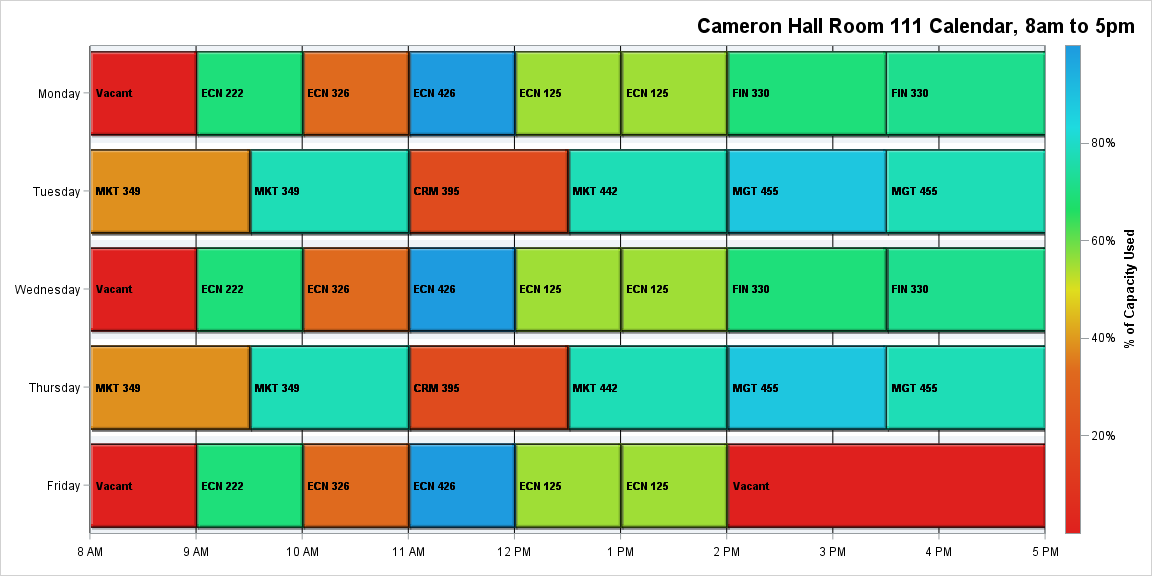 Cameron Hall Room 111 Calendar, 8am to 5pm
Monday
Vacant
ECN 222
ECN 326
ECN 426
ECN 125
ECN 125
FIN 330
FIN 330
Tuesday
MKT 349
MKT 349
CRM 395
MKT 442
MGT 455
MGT 455
Wednesday
Vacant
ECN 222
ECN 326
ECN 426
ECN 125
ECN 125
FIN 330
FIN 330
Thursday
MKT 349
MKT 349
CRM 395
MKT 442
MGT 455
MGT 455
Friday
Vacant
ECN 222
ECN 326
ECN 426
ECN 125
ECN 125
Vacant
8 AM
9 AM
10 AM
11 AM
12 PM
1 PM
2 PM
3 PM
4 PM
5 PM
80%
60%
40%
20%
% of Capacity Used